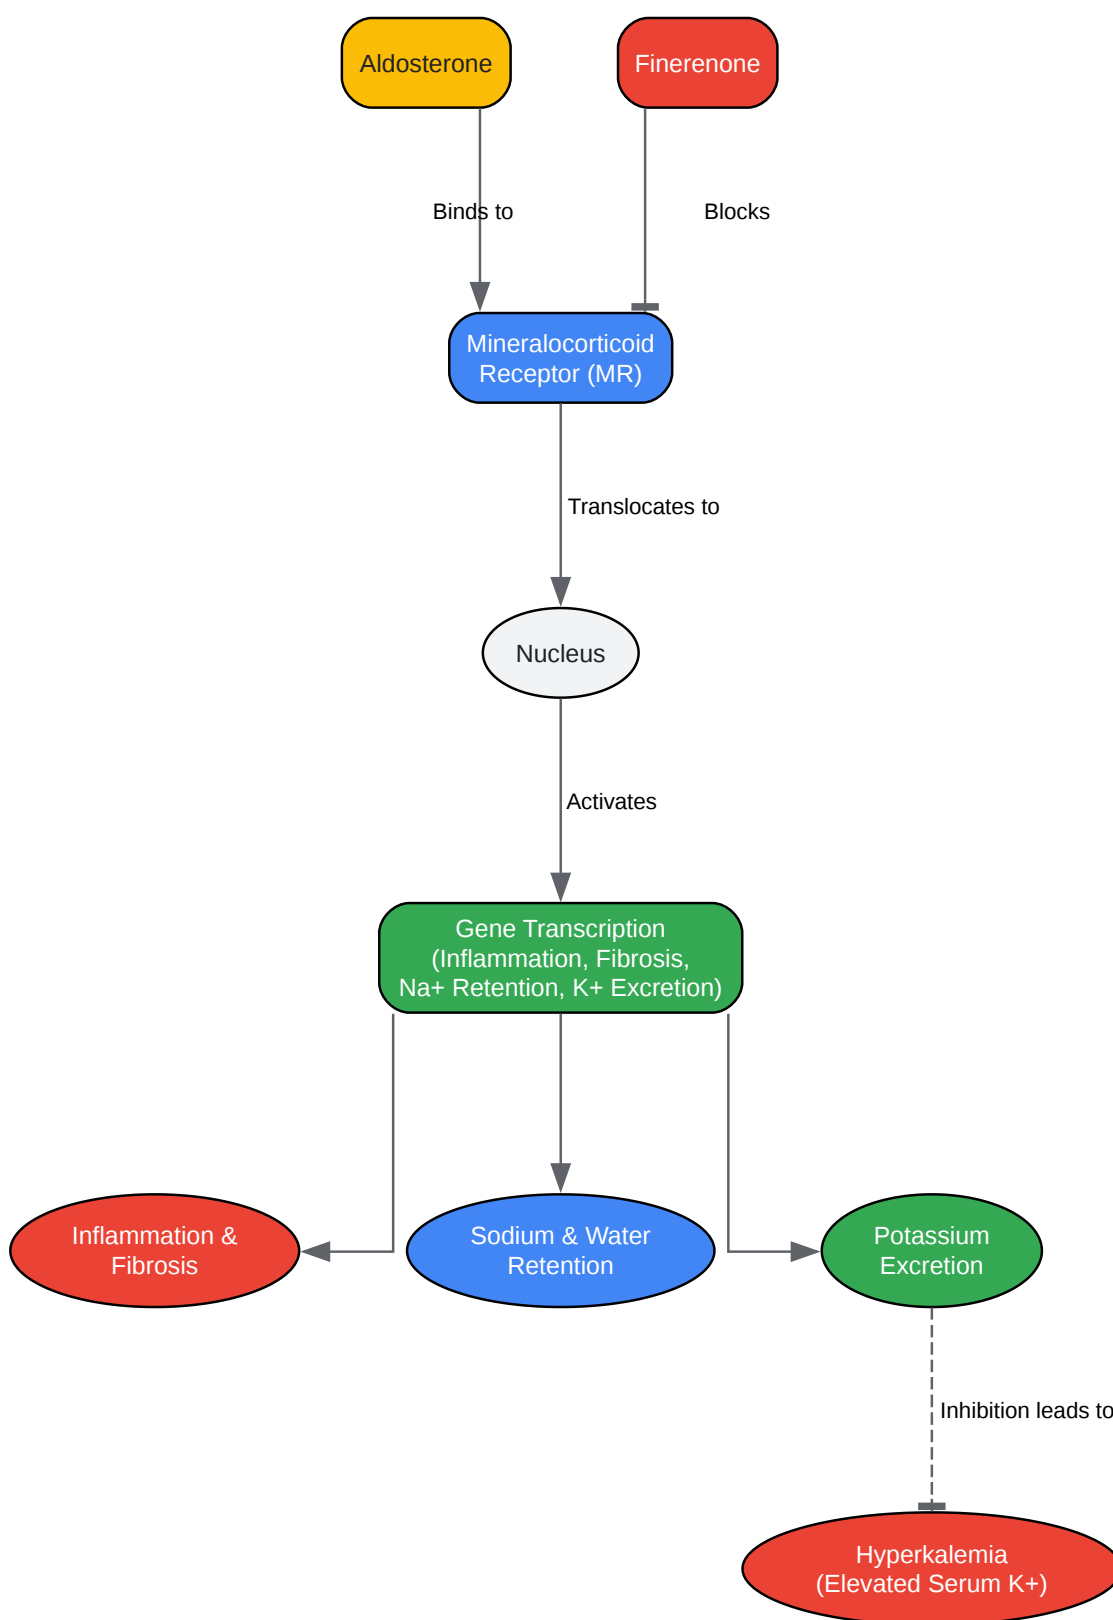 Aldosterone
Finerenone
Binds to
Blocks
Mineralocorticoid
Receptor (MR)
Translocates to
Nucleus
Activates
Gene Transcription
(Inflammation, Fibrosis,
Na+ Retention, K+ Excretion)
Inflammation &
Fibrosis
Sodium & Water
Retention
Potassium
Excretion
Inhibition leads to
Hyperkalemia
(Elevated Serum K+)